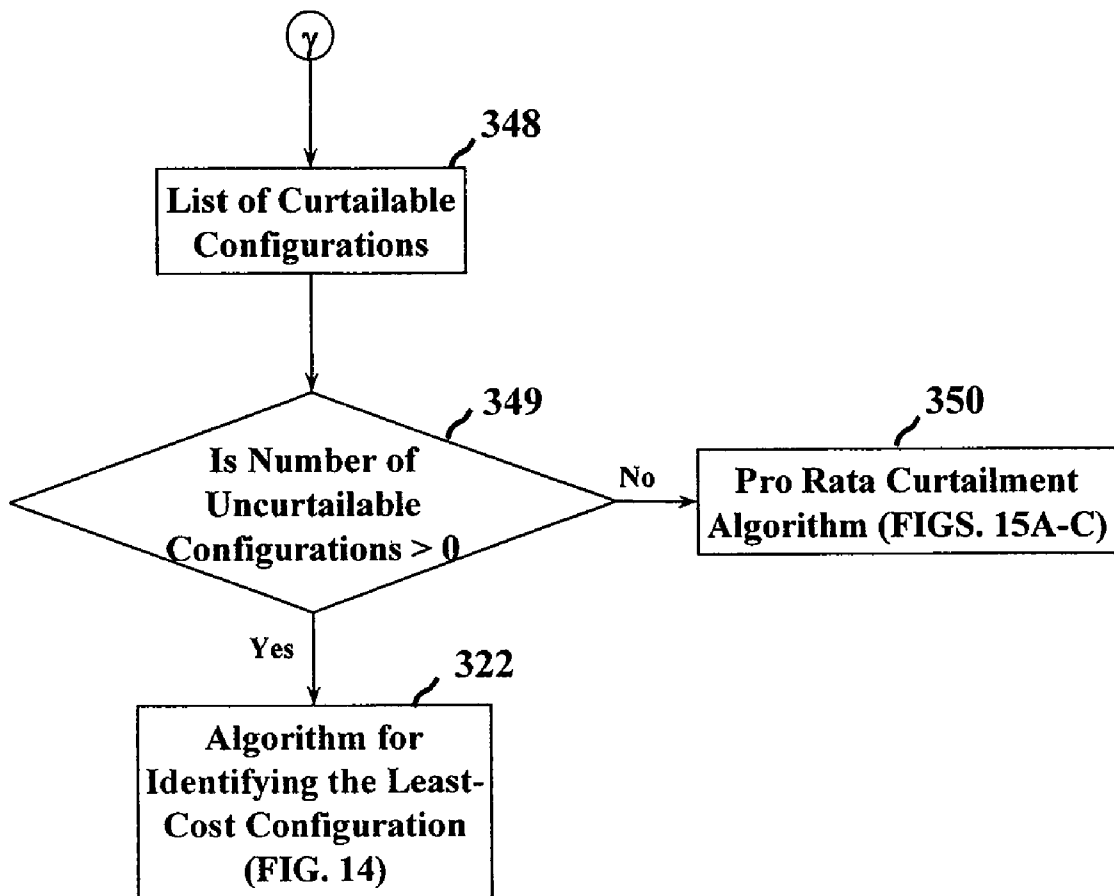 γ
348
List of Curtailable
Configurations
349
Is Number of
Uncurtailable
Configurations > 0
No
350
Pro Rata Curtailment
Algorithm (FIGS. 15A-C)
Yes
322
Algorithm for
Identifying the Least-
Cost Configuration
(FIG. 14)